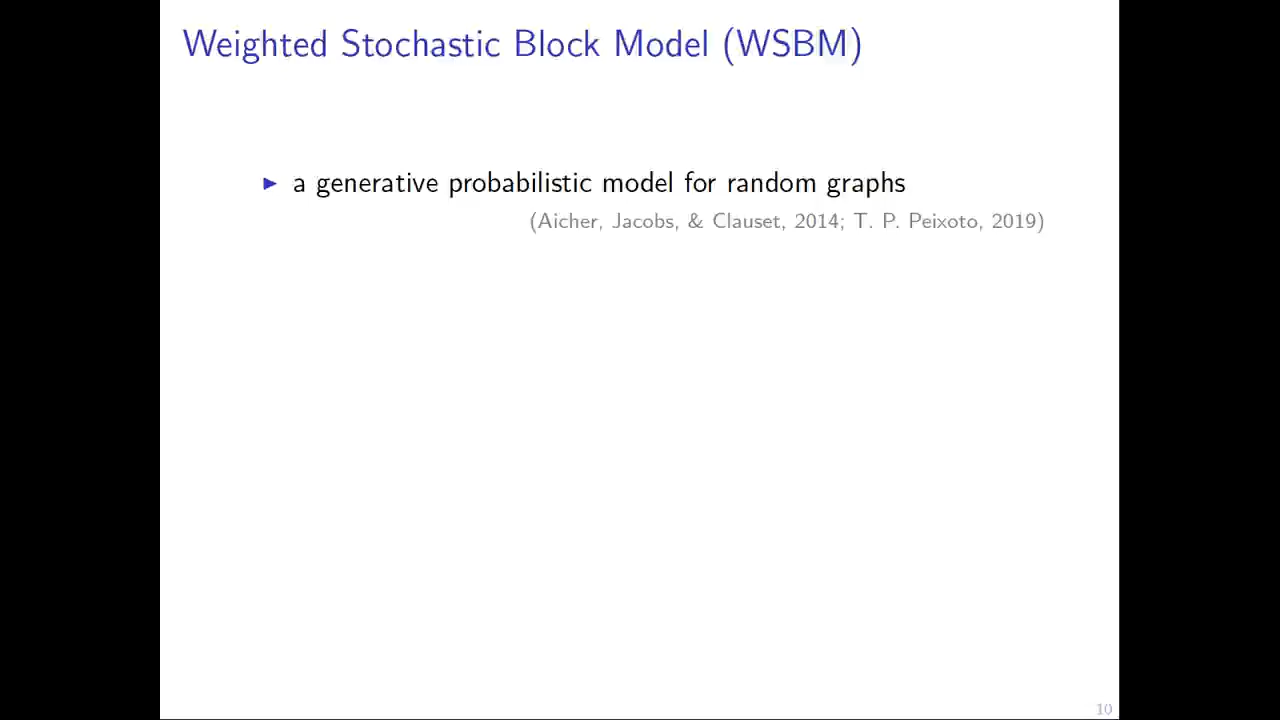 Weighted Stochastic Block Model (WSBM)
▶ a generative probabilistic model for random graphs
(Aicher, Jacobs, & Clauset, 2014; T. P. Peixoto, 2019)
10